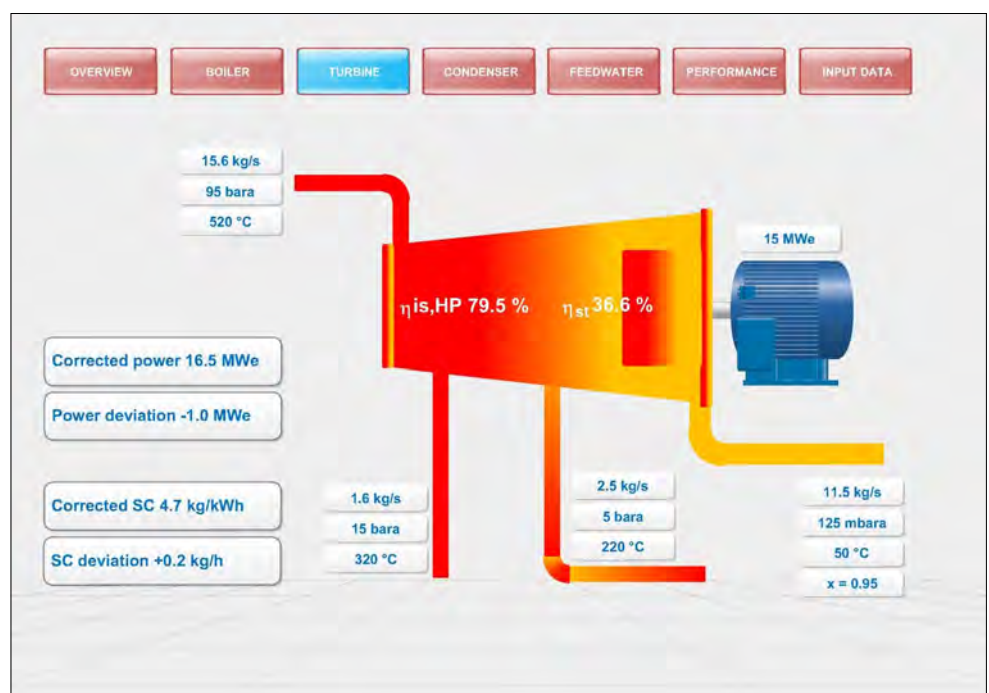 OVERVIEW
BOILER
TURBINE
CONDENSER
FEEDWATER
PERFORMANCE
INPUT DATA
15.6 kg/s
95 bara
520 °C
15 MWe
ηis,HP 79.5 %
ηst 36.6 %
Corrected power 16.5 MWe
Power deviation -1.0 MWe
Corrected SC 4.7 kg/kWh
SC deviation +0.2 kg/h
1.6 kg/s
15 bara
320 °C
2.5 kg/s
5 bara
220 °C
11.5 kg/s
125 mbara
50 °C
x = 0.95